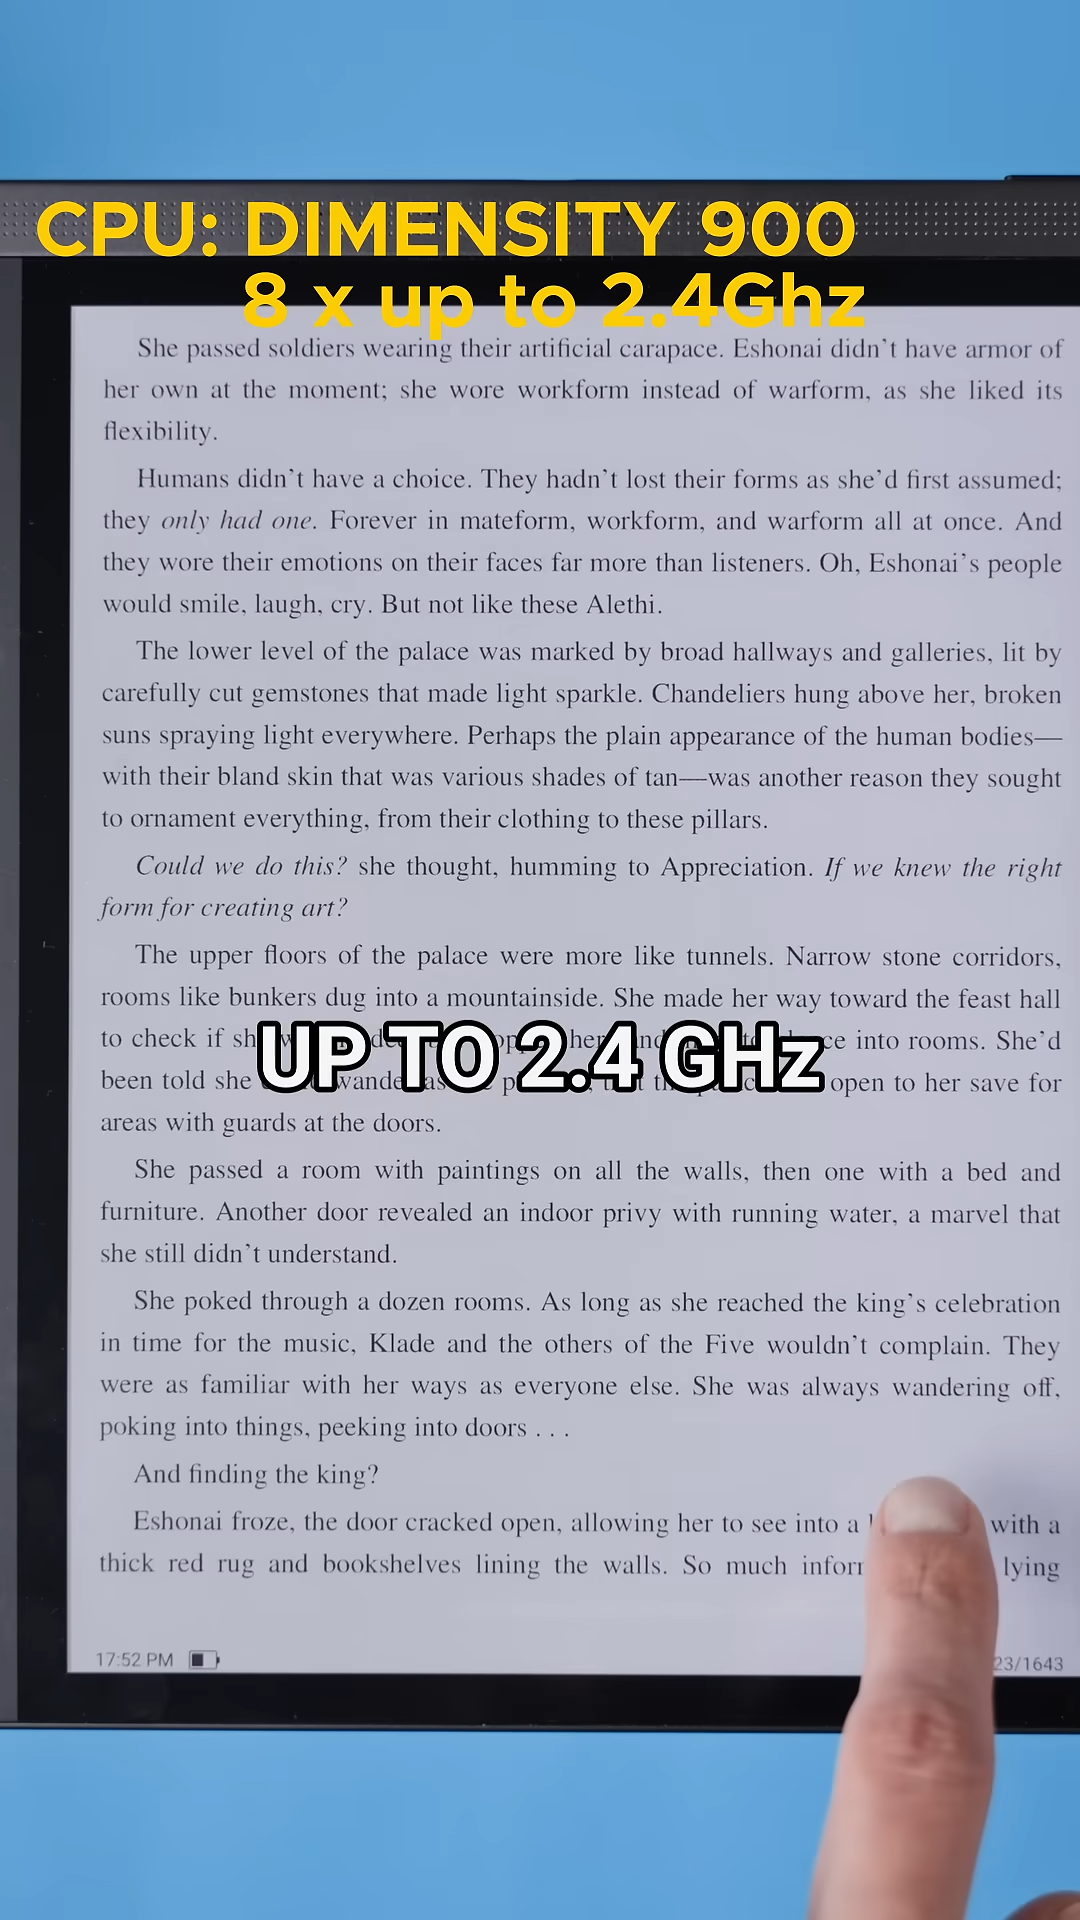 CPU: DIMENSITY 900
8 x up to 2.4Ghz
She passed soldiers wearing their artificial carapace. Eshonai didn’t have armor of
her own at the moment; she wore workform instead of warform, as she liked its
flexibility.
Humans didn’t have a choice. They hadn’t lost their forms as she’d first assumed;
they only had one. Forever in mateform, workform, and warform all at once. And
they wore their emotions on their faces far more than listeners. Oh, Eshonai’s people
would smile, laugh, cry. But not like these Alethi.
The lower level of the palace was marked by broad hallways and galleries, lit by
carefully cut gemstones that made light sparkle. Chandeliers hung above her, broken
suns spraying light everywhere. Perhaps the plain appearance of the human bodies—
with their bland skin that was various shades of tan—was another reason they sought
to ornament everything, from their clothing to these pillars.
Could we do this? she thought, humming to Appreciation. If we knew the right
form for creating art?
The upper floors of the palace were more like tunnels. Narrow stone corridors,
rooms like bunkers dug into a mountainside. She made her way toward the feast hall
to check if into rooms. She’d
UP TO 2.4 GHz
been told she open to her save for
areas with guards at the doors.
She passed a room with paintings on all the walls, then one with a bed and
furniture. Another door revealed an indoor privy with running water, a marvel that
she still didn’t understand.
She poked through a dozen rooms. As long as she reached the king’s celebration
in time for the music, Klade and the others of the Five wouldn’t complain. They
were as familiar with her ways as everyone else. She was always wandering off,
poking into things, peeking into doors . . .
And finding the king?
Eshonai froze, the door cracked open, allowing her to see into a with a
thick red rug and bookshelves lining the walls. So much lying
17:52 PM 23/1643